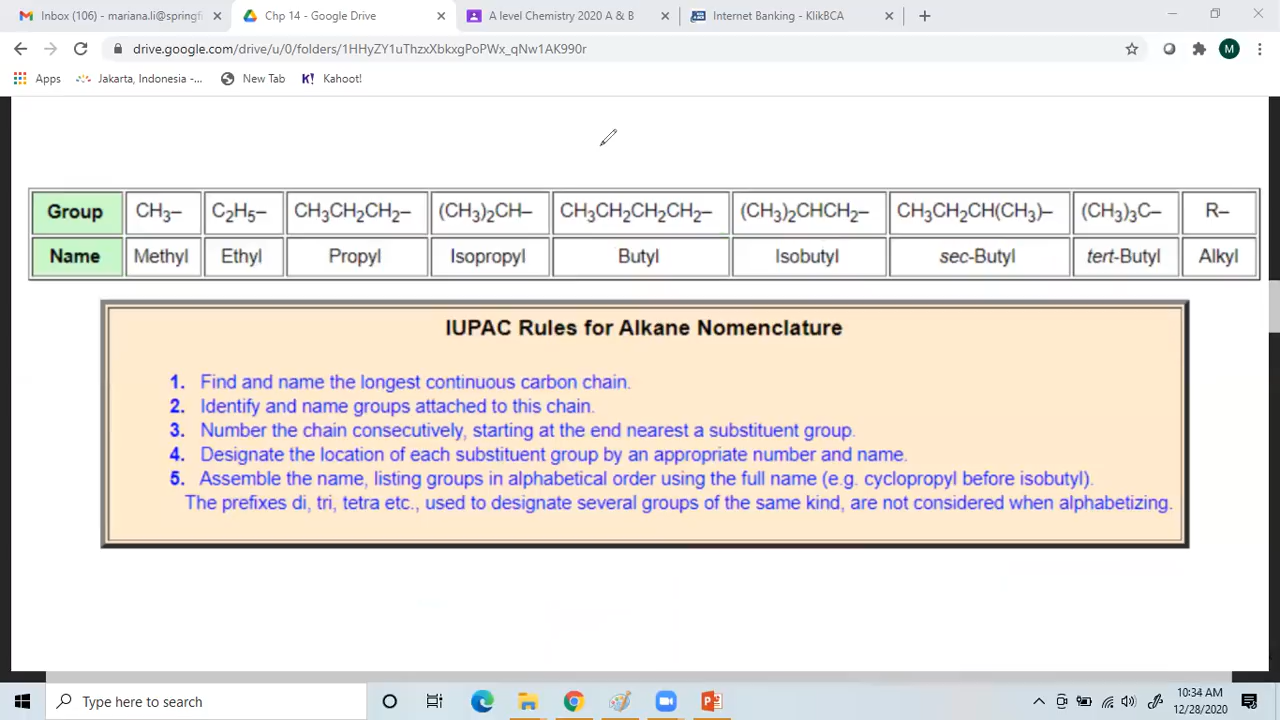 Inbox (106) - mariana.li@springf
Chp 14 - Google Drive
A level Chemistry 2020 A & B
Internet Banking - KlikBCA
drive.google.com/drive/u/0/folders/1HHyZY1uThzxXbkxgPoPWx_qNw1AK990r
M
Apps
Jakarta, Indonesia -...
New Tab
K! Kahoot!
Group CH₃– C₂H₅– CH₃CH₂CH₂– (CH₃)₂CH– CH₃CH₂CH₂CH₂– (CH₃)₂CHCH₂– CH₃CH₂CH(CH₃)– (CH₃)₃C– R–
Name Methyl Ethyl Propyl Isopropyl Butyl Isobutyl sec-Butyl tert-Butyl Alkyl
IUPAC Rules for Alkane Nomenclature
1. Find and name the longest continuous carbon chain.
2. Identify and name groups attached to this chain.
3. Number the chain consecutively, starting at the end nearest a substituent group.
4. Designate the location of each substituent group by an appropriate number and name.
5. Assemble the name, listing groups in alphabetical order using the full name (e.g. cyclopropyl before isobutyl).
The prefixes di, tri, tetra etc., used to designate several groups of the same kind, are not considered when alphabetizing.
Type here to search
10:34 AM
12/28/2020